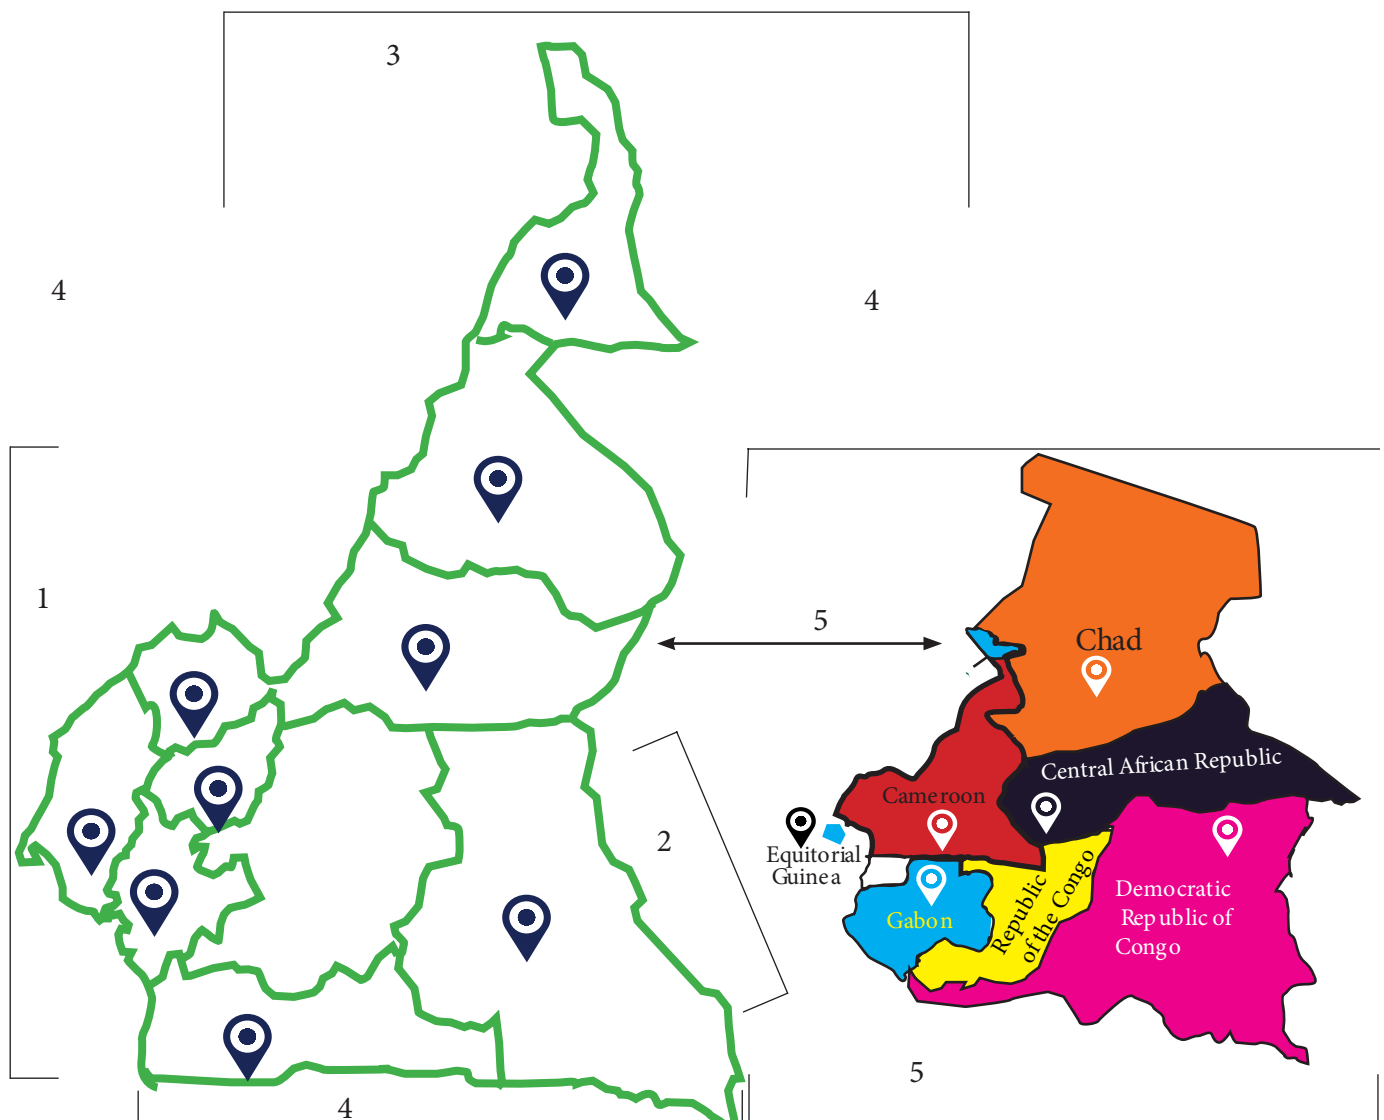 3
4
4
1
5
Chad
Central African Republic
Cameroon
2
Equitorial
Guinea
Republic
of the Congo
Democratic
Republic of
Congo
Gabon
5
4